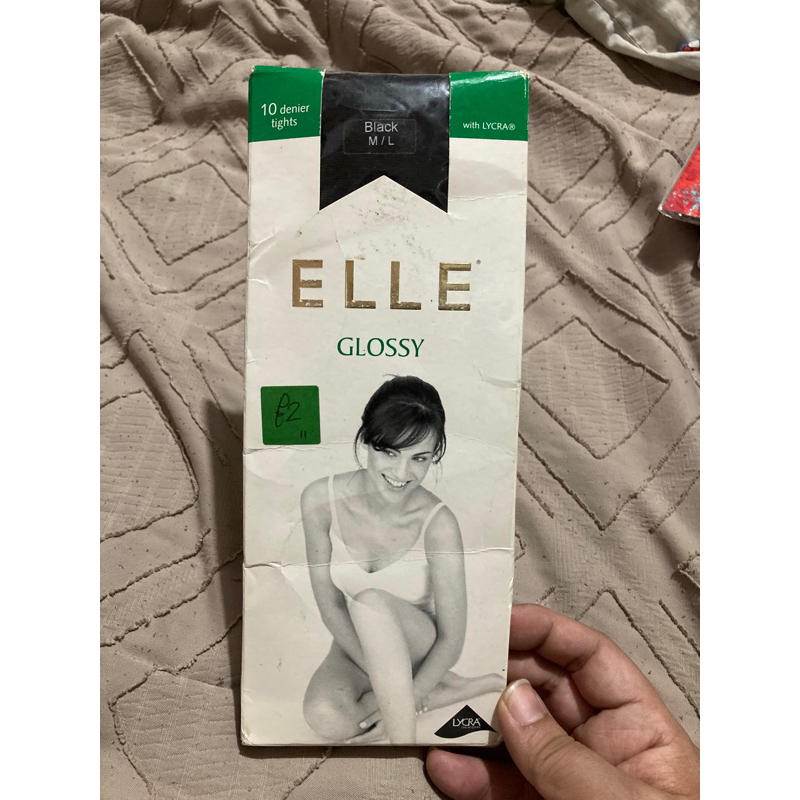 10 denier
tights
Black
M / L
with LYCRA®
ELLE®
GLOSSY
£2
LYCRA